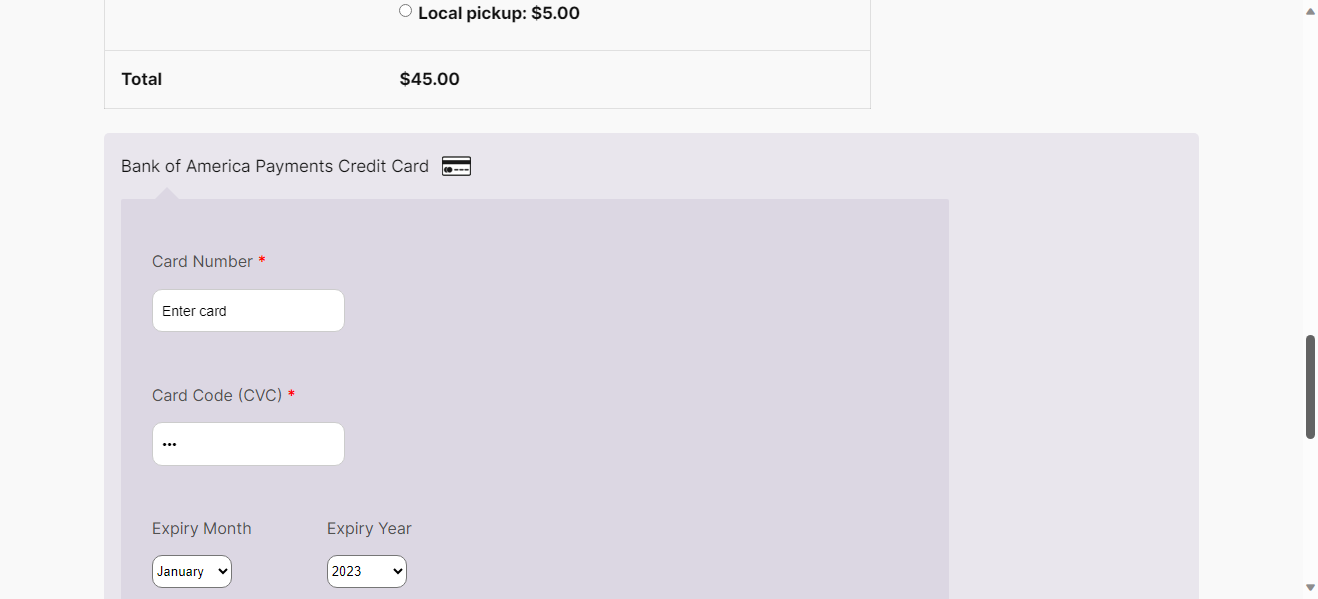 Local pickup: $5.00
Total $45.00
Bank of America Payments Credit Card
Card Number *
Enter card
Card Code (CVC) *
•••
Expiry Month Expiry Year
January 2023